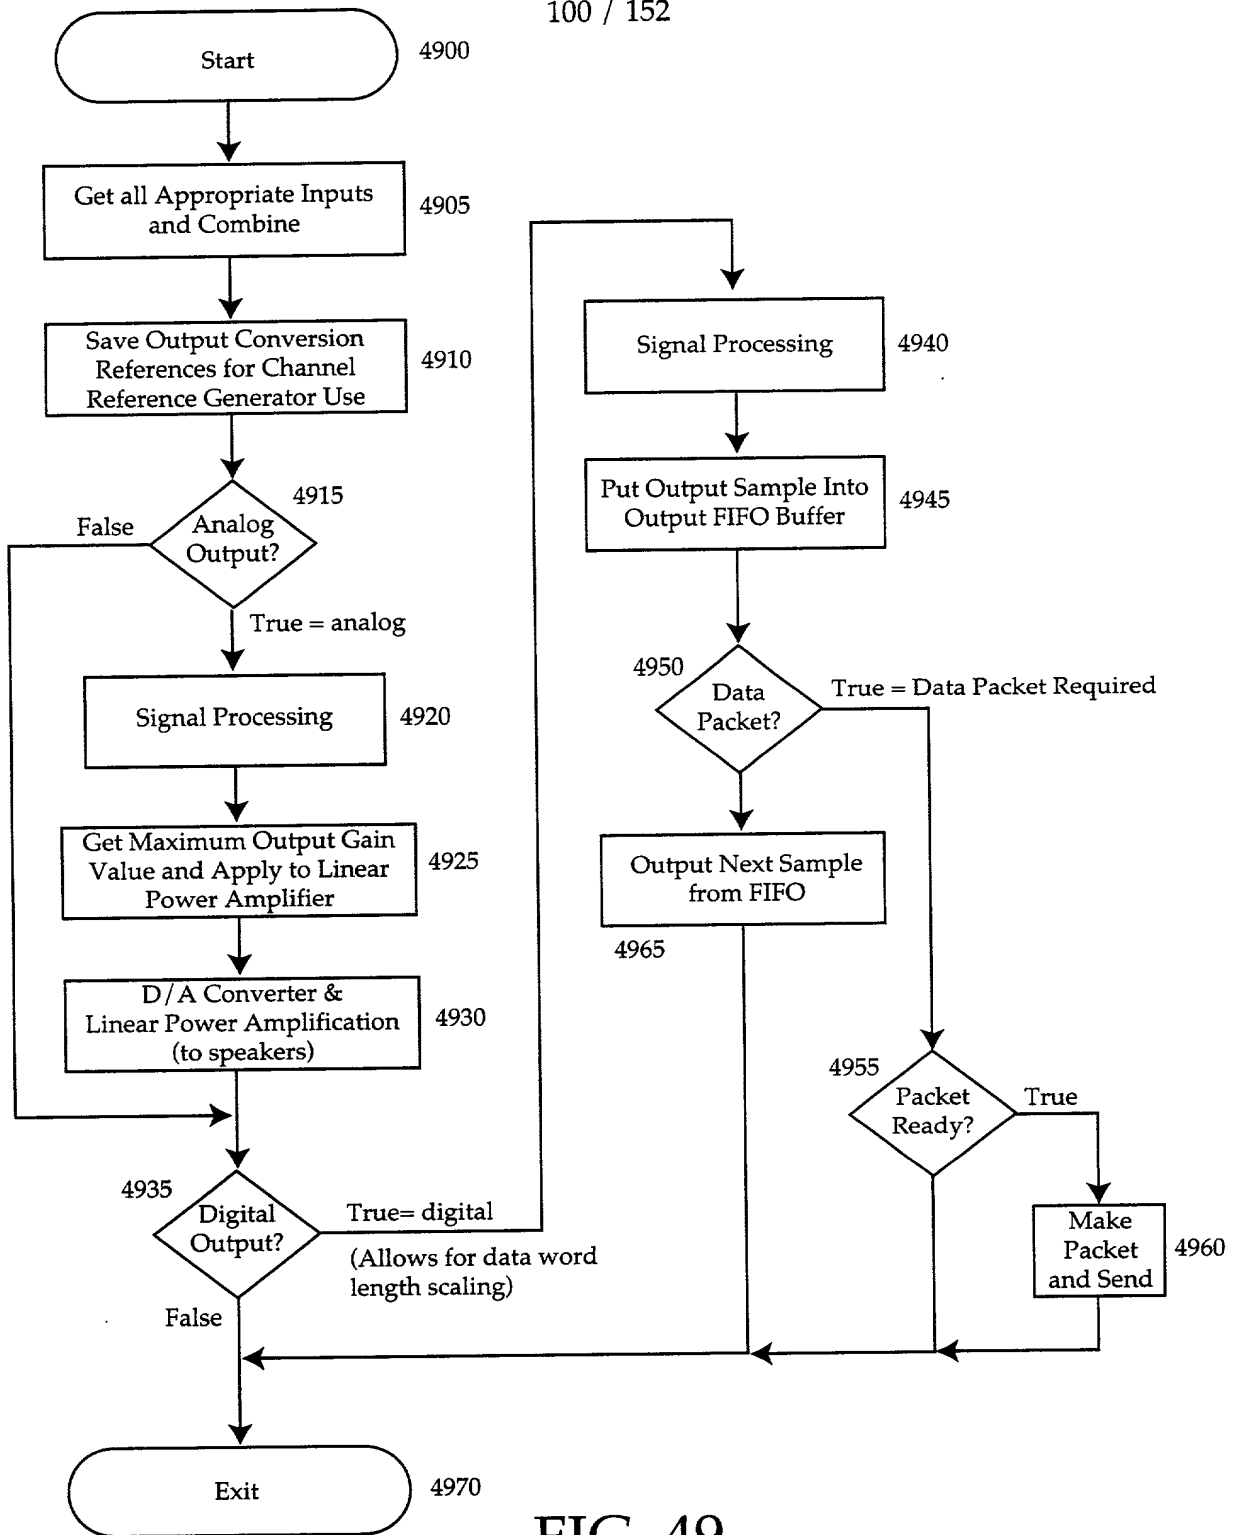 100 / 152
Start
4900
Get all Appropriate Inputs
and Combine
4905
Save Output Conversion
References for Channel
Reference Generator Use
4910
4915
False
Analog
Output?
True = analog
Signal Processing
4920
Get Maximum Output Gain
Value and Apply to Linear
Power Amplifier
4925
D/A Converter &
Linear Power Amplification
(to speakers)
4930
4935
Digital
Output?
True= digital
(Allows for data word
length scaling)
False
Signal Processing
4940
Put Output Sample Into
Output FIFO Buffer
4945
4950
Data
Packet?
True = Data Packet Required
Output Next Sample
from FIFO
4965
4955
Packet
Ready?
True
Make
Packet
and Send
4960
Exit
4970
FIG. 49